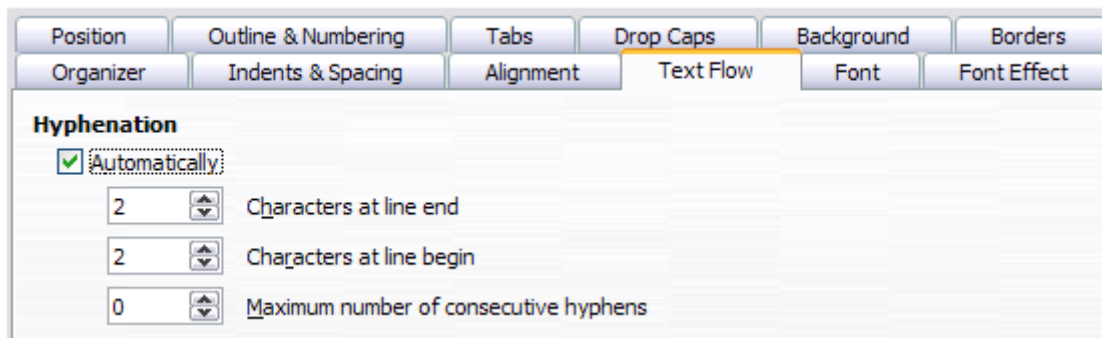 Position Outline & Numbering Tabs Drop Caps Background Borders
Organizer Indents & Spacing Alignment Text Flow Font Font Effect
Hyphenation
Automatically
2 Characters at line end
2 Characters at line begin
0 Maximum number of consecutive hyphens